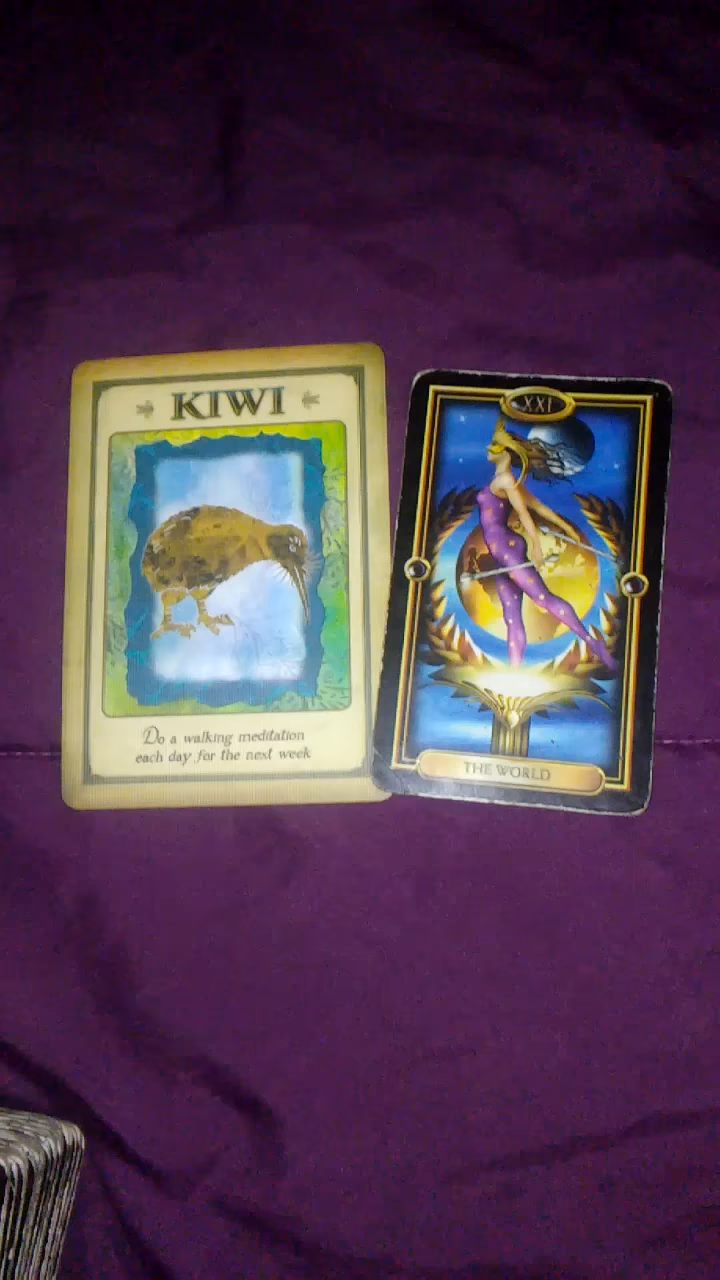 KIWI
Do a walking meditation
each day for the next week
XXI
THE WORLD